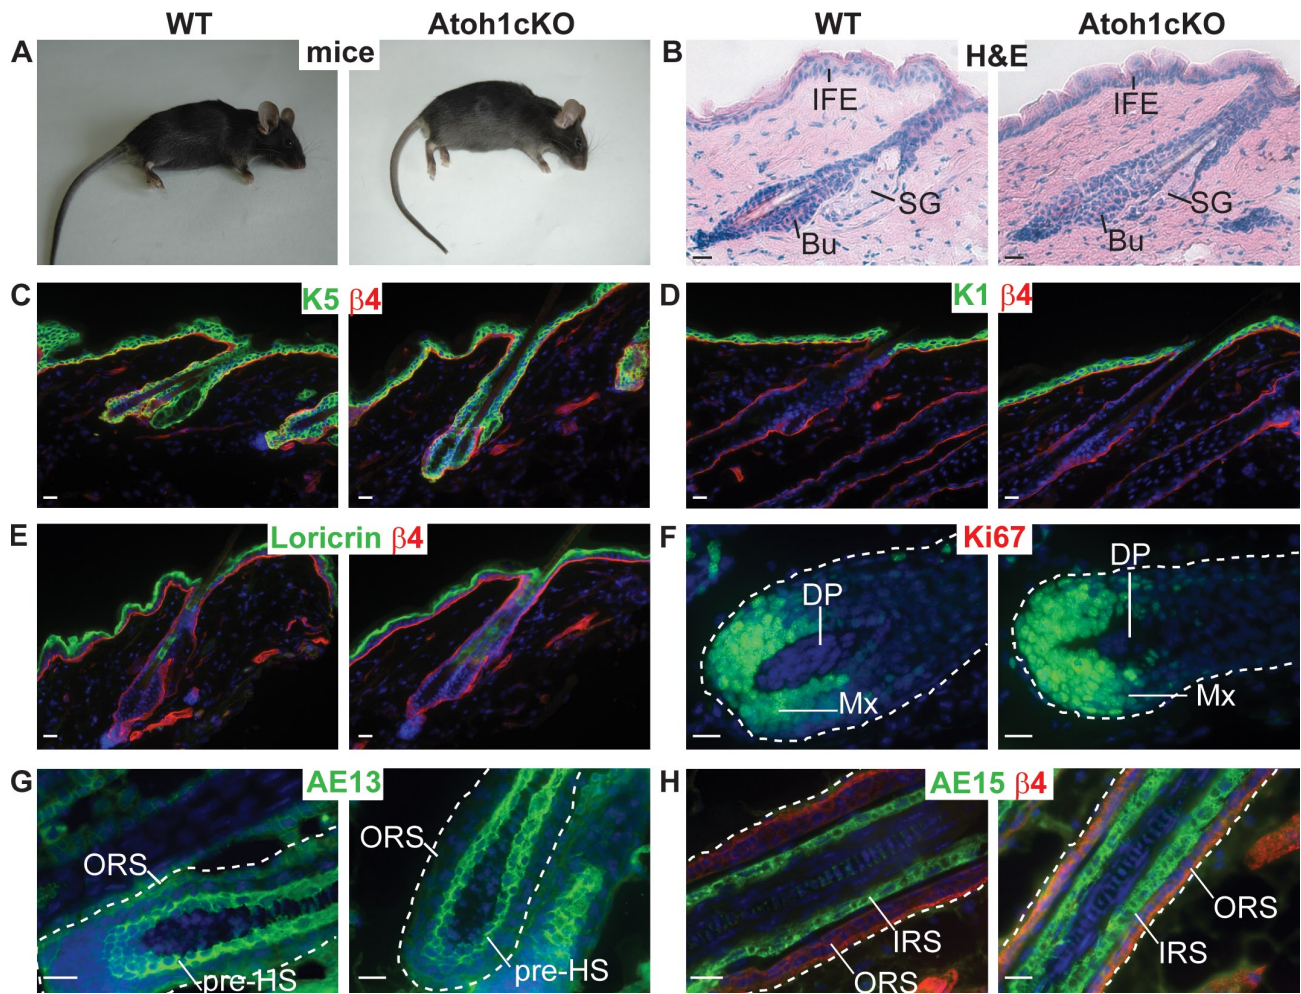 WT Atoh1cKO WT Atoh1cKO
A mice B H&E
IFE IFE
SG SG
Bu Bu
C K5 β4 D K1 β4
E Loricrin β4 F Ki67
DP DP
Mx Mx
G AE13 H AE15 β4
ORS ORS
ORS
IRS IRS
pre-HS pre-HS ORS